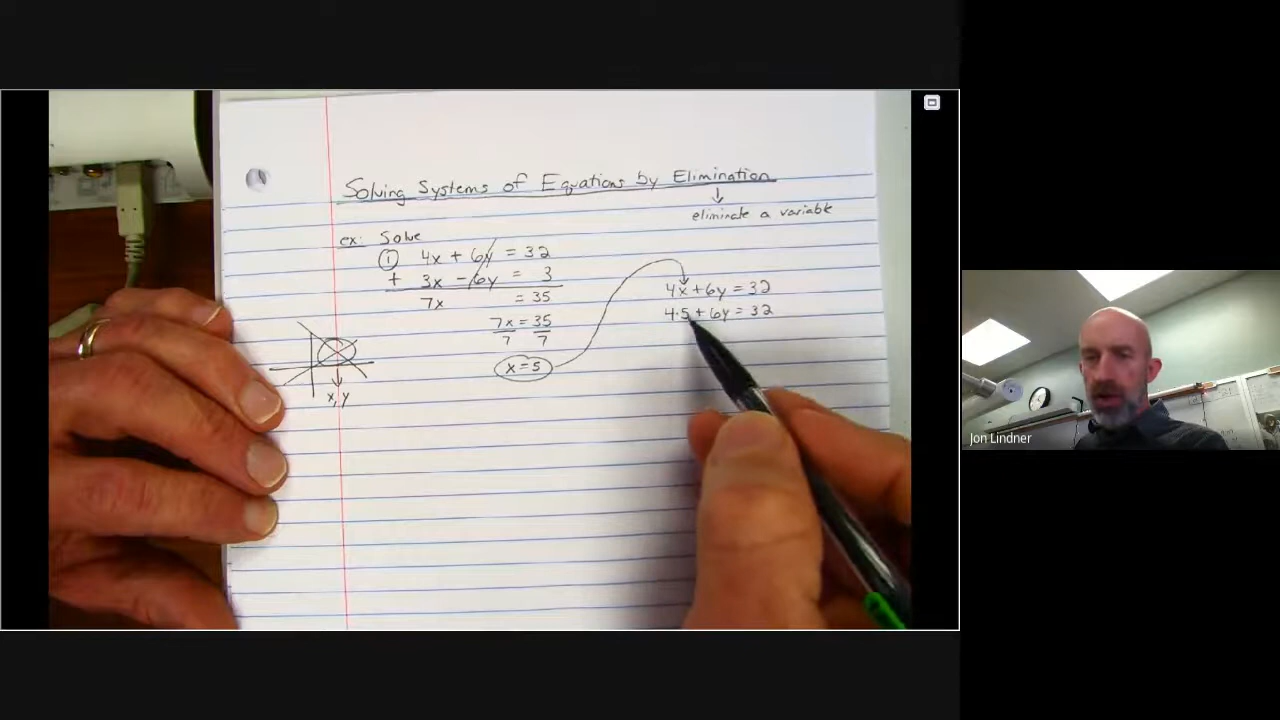 Solving Systems of Equations by Elimination
↓
eliminate a variable
ex: Solve
① 4x + 6y = 32
+ 3x - 6y = 3
7x = 35
7x = 35
7 7
x = 5
4x + 6y = 32
4·5 + 6y = 32
x, y
Jon Lindner